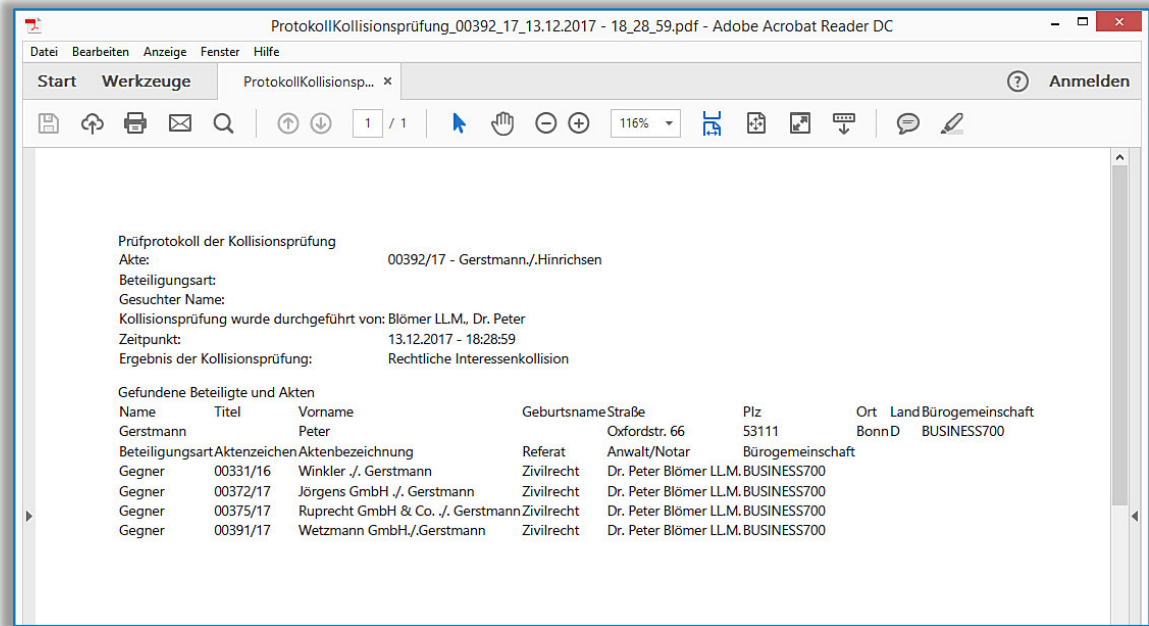 ProtokollKollisionsprüfung_00392_17_13.12.2017 - 18_28_59.pdf - Adobe Acrobat Reader DC
Datei Bearbeiten Anzeige Fenster Hilfe
Start Werkzeuge ProtokollKollisionsp... × ? Anmelden
1 / 1 116%
Prüfprotokoll der Kollisionsprüfung
Akte: 00392/17 - Gerstmann./.Hinrichsen
Beteiligungsart:
Gesuchter Name:
Kollisionsprüfung wurde durchgeführt von: Blömer LL.M., Dr. Peter
Zeitpunkt: 13.12.2017 - 18:28:59
Ergebnis der Kollisionsprüfung: Rechtliche Interessenkollision
Gefundene Beteiligte und Akten
Name Titel Vorname Geburtsname Straße Plz Ort Land Bürogemeinschaft
Gerstmann Peter Oxfordstr. 66 53111 Bonn D BUSINESS700
Beteiligungsart Aktenzeichen Aktenbezeichnung Referat Anwalt/Notar Bürogemeinschaft
Gegner 00331/16 Winkler ./. Gerstmann Zivilrecht Dr. Peter Blömer LL.M. BUSINESS700
Gegner 00372/17 Jörgens GmbH ./. Gerstmann Zivilrecht Dr. Peter Blömer LL.M. BUSINESS700
Gegner 00375/17 Ruprecht GmbH & Co. ./. Gerstmann Zivilrecht Dr. Peter Blömer LL.M. BUSINESS700
Gegner 00391/17 Wetzmann GmbH./.Gerstmann Zivilrecht Dr. Peter Blömer LL.M. BUSINESS700